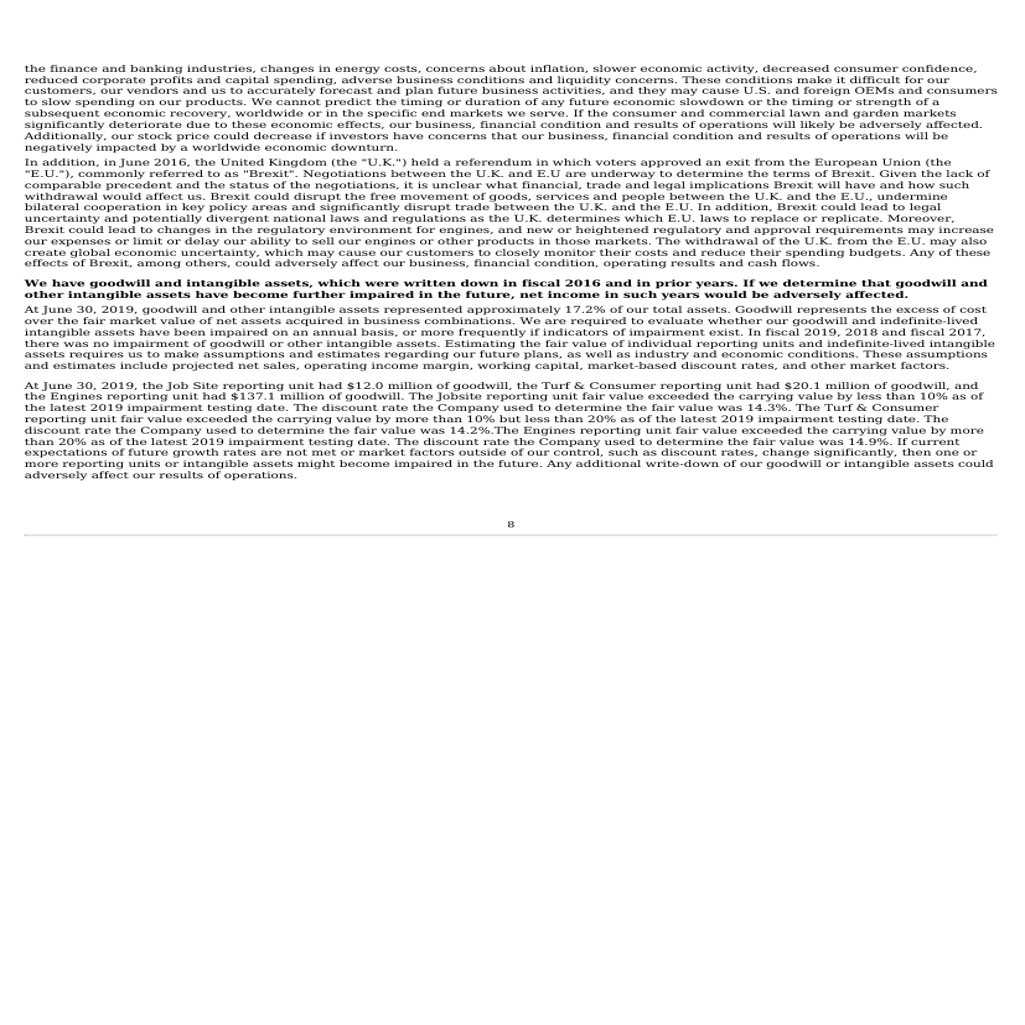 the finance and banking industries, changes in energy costs, concerns about inflation, slower economic activity, decreased consumer confidence,
reduced corporate profits and capital spending, adverse business conditions and liquidity concerns. These conditions make it difficult for our
customers, our vendors and us to accurately forecast and plan future business activities, and they may cause U.S. and foreign OEMs and consumers
to slow spending on our products. We cannot predict the timing or duration of any future economic slowdown or the timing or strength of a
subsequent economic recovery, worldwide or in the specific end markets we serve. If the consumer and commercial lawn and garden markets
significantly deteriorate due to these economic effects, our business, financial condition and results of operations will likely be adversely affected.
Additionally, our stock price could decrease if investors have concerns that our business, financial condition and results of operations will be
negatively impacted by a worldwide economic downturn.
In addition, in June 2016, the United Kingdom (the "U.K.") held a referendum in which voters approved an exit from the European Union (the
"E.U."), commonly referred to as "Brexit". Negotiations between the U.K. and E.U are underway to determine the terms of Brexit. Given the lack of
comparable precedent and the status of the negotiations, it is unclear what financial, trade and legal implications Brexit will have and how such
withdrawal would affect us. Brexit could disrupt the free movement of goods, services and people between the U.K. and the E.U., undermine
bilateral cooperation in key policy areas and significantly disrupt trade between the U.K. and the E.U. In addition, Brexit could lead to legal
uncertainty and potentially divergent national laws and regulations as the U.K. determines which E.U. laws to replace or replicate. Moreover,
Brexit could lead to changes in the regulatory environment for engines, and new or heightened regulatory and approval requirements may increase
our expenses or limit or delay our ability to sell our engines or other products in those markets. The withdrawal of the U.K. from the E.U. may also
create global economic uncertainty, which may cause our customers to closely monitor their costs and reduce their spending budgets. Any of these
effects of Brexit, among others, could adversely affect our business, financial condition, operating results and cash flows.
We have goodwill and intangible assets, which were written down in fiscal 2016 and in prior years. If we determine that goodwill and
other intangible assets have become further impaired in the future, net income in such years would be adversely affected.
At June 30, 2019, goodwill and other intangible assets represented approximately 17.2% of our total assets. Goodwill represents the excess of cost
over the fair market value of net assets acquired in business combinations. We are required to evaluate whether our goodwill and indefinite-lived
intangible assets have been impaired on an annual basis, or more frequently if indicators of impairment exist. In fiscal 2019, 2018 and fiscal 2017,
there was no impairment of goodwill or other intangible assets. Estimating the fair value of individual reporting units and indefinite-lived intangible
assets requires us to make assumptions and estimates regarding our future plans, as well as industry and economic conditions. These assumptions
and estimates include projected net sales, operating income margin, working capital, market-based discount rates, and other market factors.
At June 30, 2019, the Job Site reporting unit had $12.0 million of goodwill, the Turf & Consumer reporting unit had $20.1 million of goodwill, and
the Engines reporting unit had $137.1 million of goodwill. The Jobsite reporting unit fair value exceeded the carrying value by less than 10% as of
the latest 2019 impairment testing date. The discount rate the Company used to determine the fair value was 14.3%. The Turf & Consumer
reporting unit fair value exceeded the carrying value by more than 10% but less than 20% as of the latest 2019 impairment testing date. The
discount rate the Company used to determine the fair value was 14.2%.The Engines reporting unit fair value exceeded the carrying value by more
than 20% as of the latest 2019 impairment testing date. The discount rate the Company used to determine the fair value was 14.9%. If current
expectations of future growth rates are not met or market factors outside of our control, such as discount rates, change significantly, then one or
more reporting units or intangible assets might become impaired in the future. Any additional write-down of our goodwill or intangible assets could
adversely affect our results of operations.
8